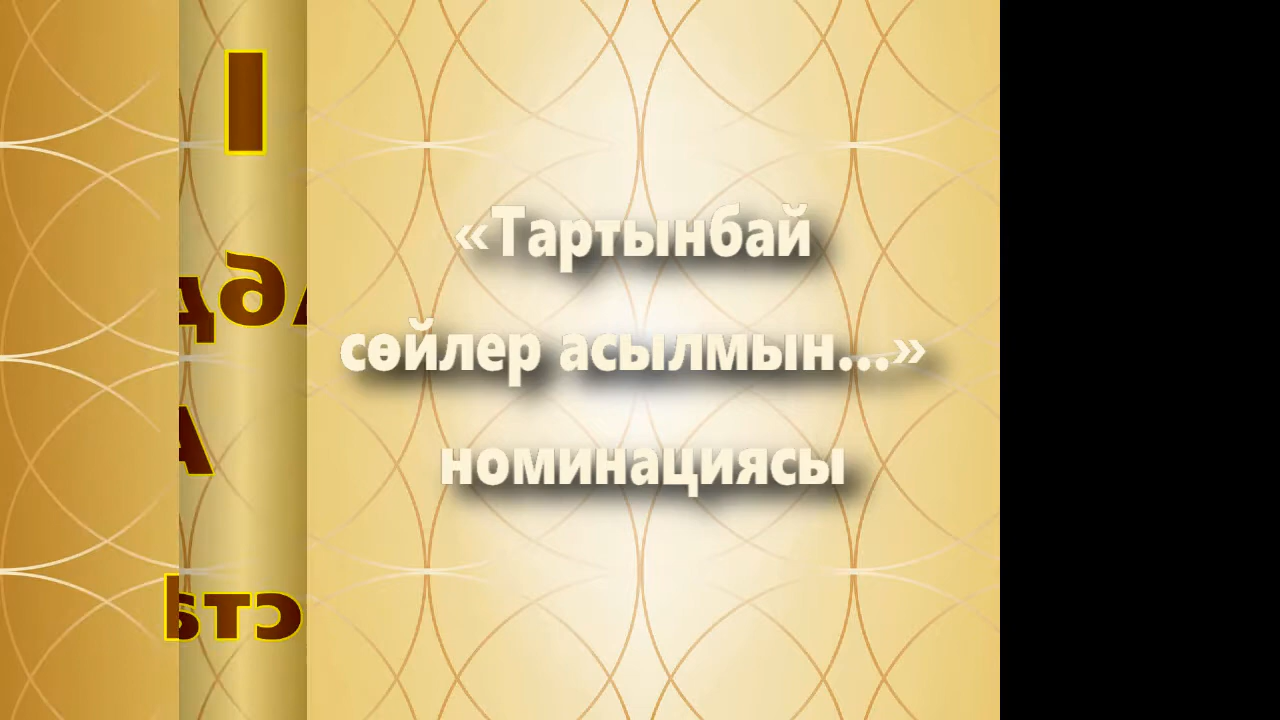 «Тартынбай
сөйлер асылмын...»
номинациясы